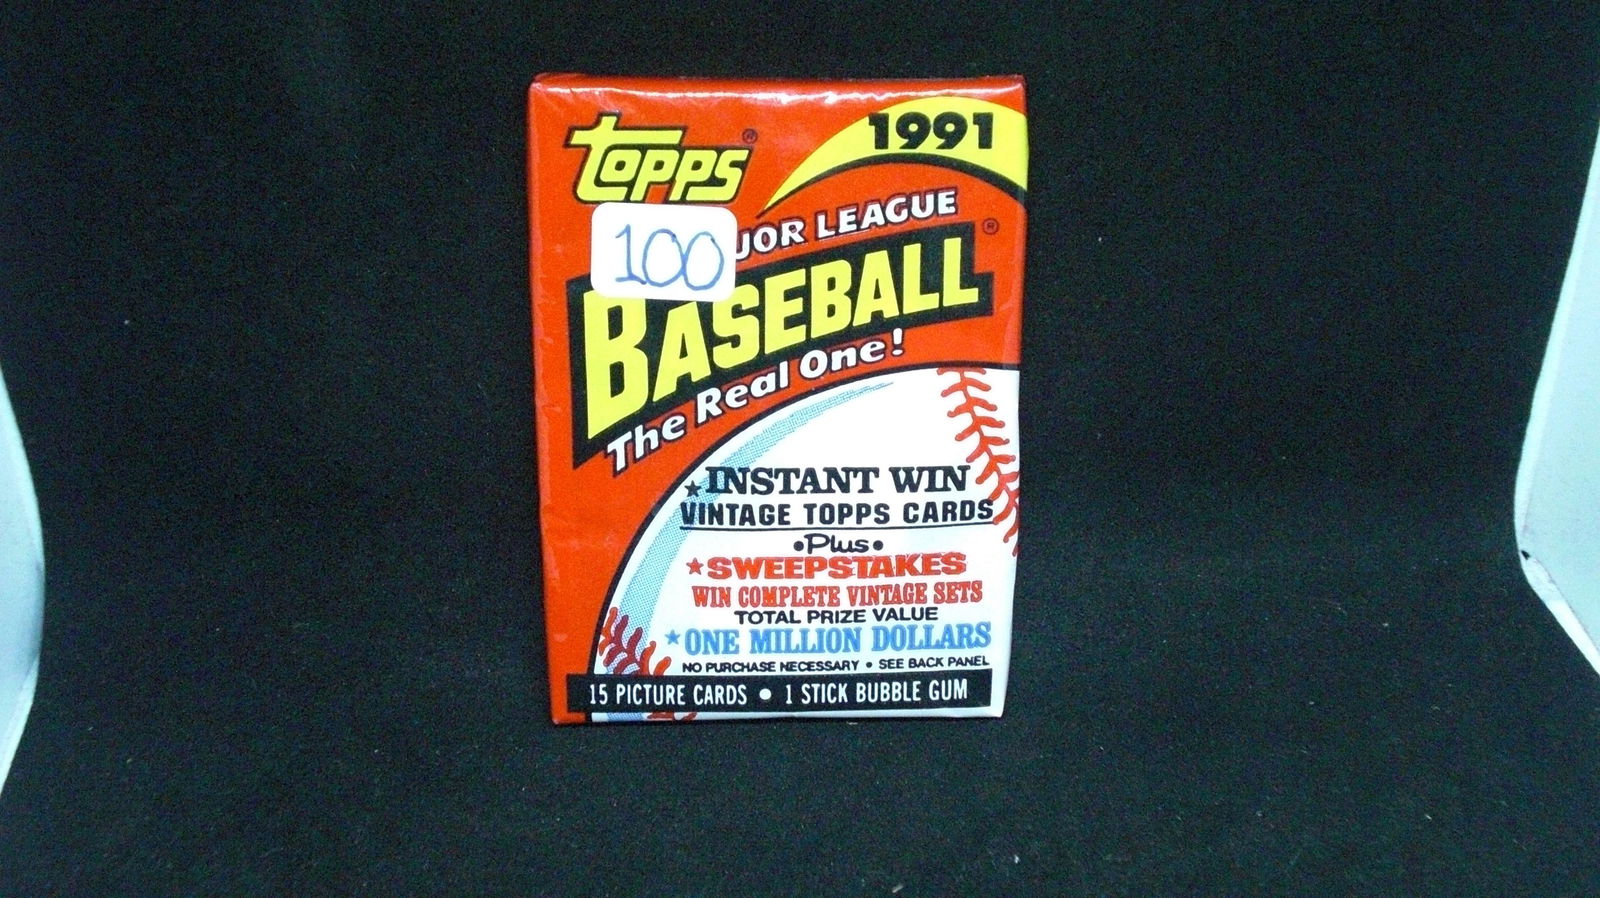 TOPPS®
1991
100
JOR LEAGUE
BASEBALL®
The Real One!
★INSTANT WIN
VINTAGE TOPPS CARDS
•Plus•
★SWEEPSTAKES
WIN COMPLETE VINTAGE SETS
TOTAL PRIZE VALUE
★ONE MILLION DOLLARS
NO PURCHASE NECESSARY • SEE BACK PANEL
15 PICTURE CARDS • 1 STICK BUBBLE GUM